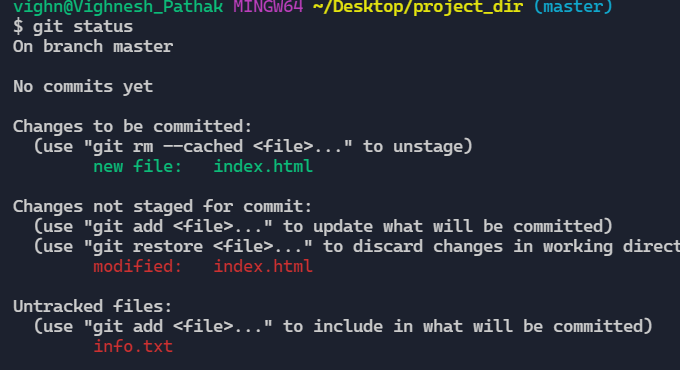 vighn@Vighnesh_Pathak MINGW64 ~/Desktop/project_dir (master)
$ git status
On branch master
No commits yet
Changes to be committed:
(use "git rm --cached <file>..." to unstage)
new file: index.html
Changes not staged for commit:
(use "git add <file>..." to update what will be committed)
(use "git restore <file>..." to discard changes in working direct
modified: index.html
Untracked files:
(use "git add <file>..." to include in what will be committed)
info.txt